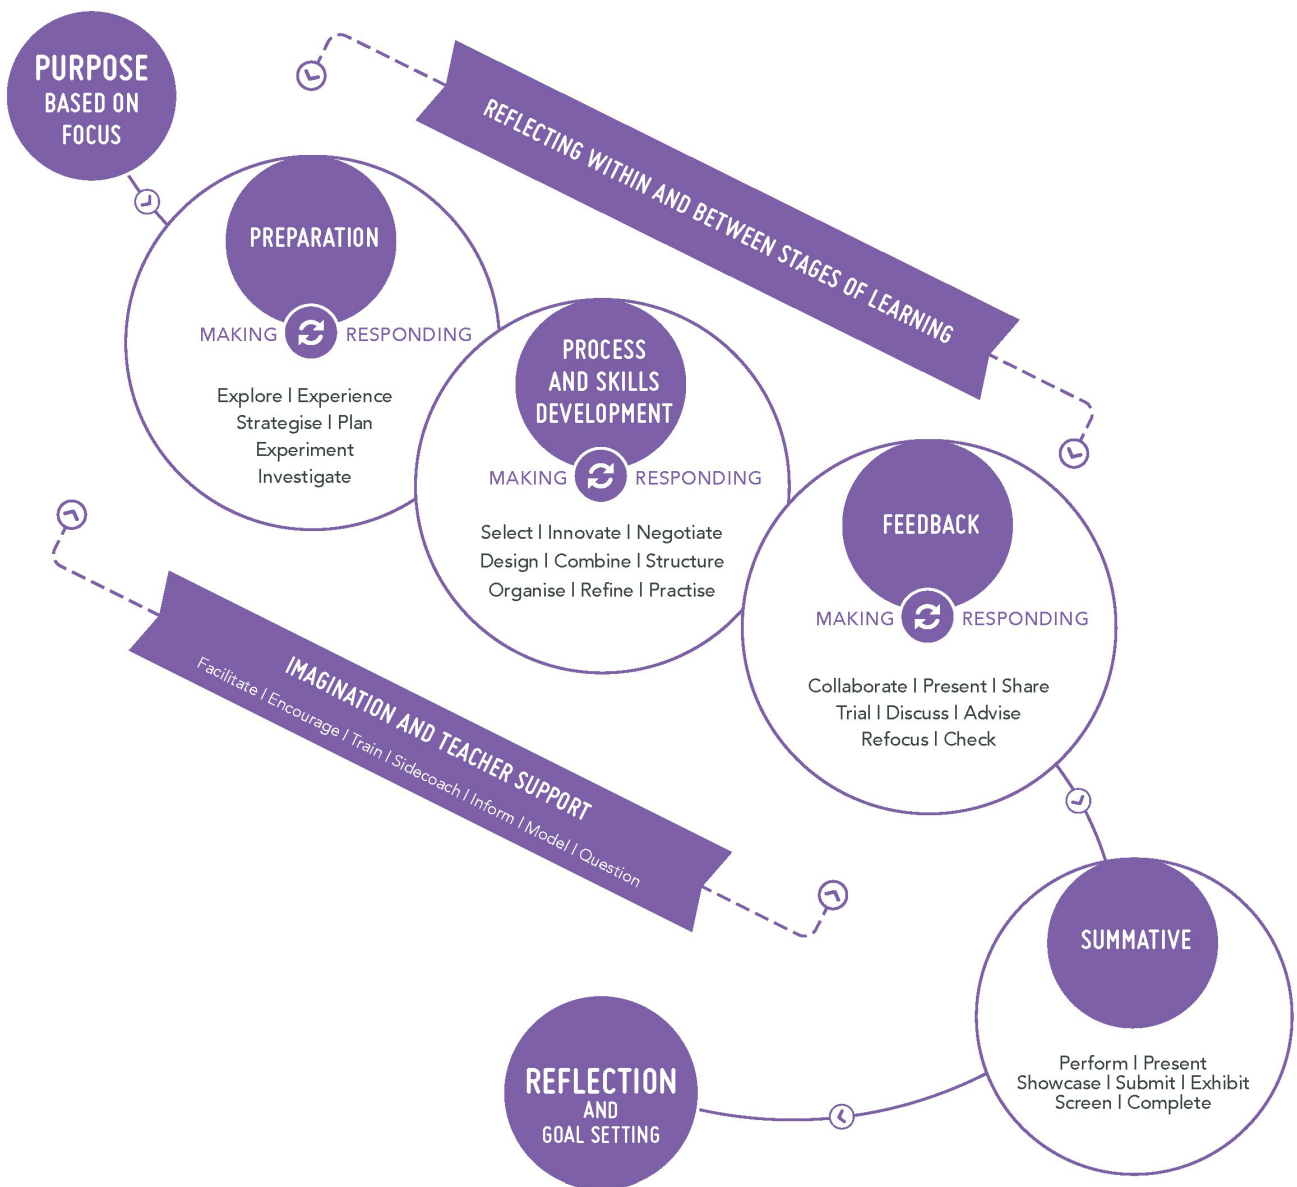 PURPOSE
BASED ON
FOCUS
REFLECTING WITHIN AND BETWEEN STAGES OF LEARNING
PREPARATION
MAKING RESPONDING
Explore | Experience
Strategise | Plan
Experiment
Investigate
PROCESS
AND SKILLS
DEVELOPMENT
MAKING RESPONDING
Select | Innovate | Negotiate
Design | Combine | Structure
Organise | Refine | Practise
FEEDBACK
MAKING RESPONDING
Collaborate | Present | Share
Trial | Discuss | Advise
Refocus | Check
IMAGINATION AND TEACHER SUPPORT
Facilitate | Encourage | Train | Sidecoach | Inform | Model | Question
SUMMATIVE
Perform | Present
Showcase | Submit | Exhibit
Screen | Complete
REFLECTION
AND
GOAL SETTING